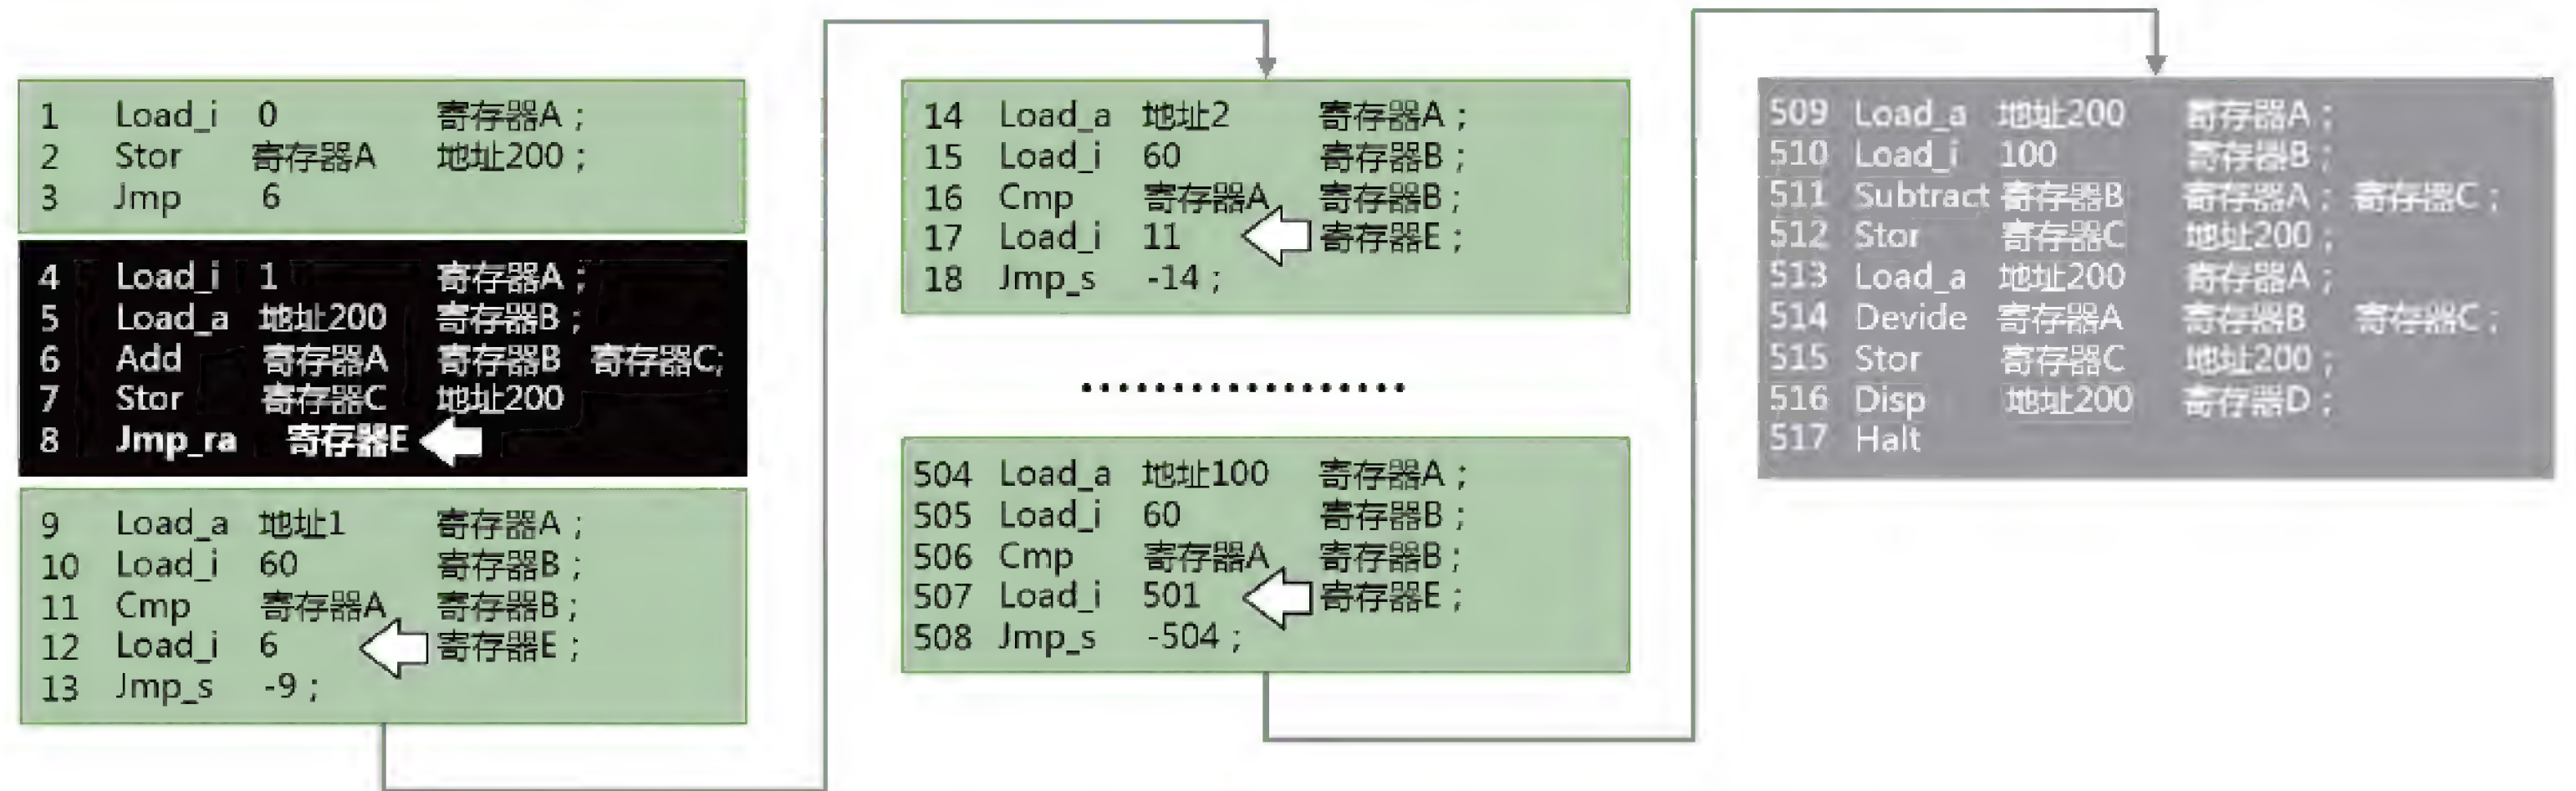 1 Load_i 0 寄存器A；
2 Stor 寄存器A 地址200；
3 Jmp 6
4 Load_i 1 寄存器A；
5 Load_a 地址200 寄存器B；
6 Add 寄存器A 寄存器B 寄存器C;
7 Stor 寄存器C 地址200
8 Jmp_ra 寄存器E
9 Load_a 地址1 寄存器A；
10 Load_i 60 寄存器B；
11 Cmp 寄存器A 寄存器B；
12 Load_i 6 寄存器E；
13 Jmp_s -9；
14 Load_a 地址2 寄存器A；
15 Load_i 60 寄存器B；
16 Cmp 寄存器A 寄存器B；
17 Load_i 11 寄存器E；
18 Jmp_s -14；
………………
504 Load_a 地址100 寄存器A；
505 Load_i 60 寄存器B；
506 Cmp 寄存器A 寄存器B；
507 Load_i 501 寄存器E；
508 Jmp_s -504；
509 Load_a 地址200 寄存器A；
510 Load_i 100 寄存器B；
511 Subtract 寄存器B 寄存器A；寄存器C；
512 Stor 寄存器C 地址200；
513 Load_a 地址200 寄存器A；
514 Devide 寄存器A 寄存器B 寄存器C；
515 Stor 寄存器C 地址200；
516 Disp 地址200 寄存器D；
517 Halt